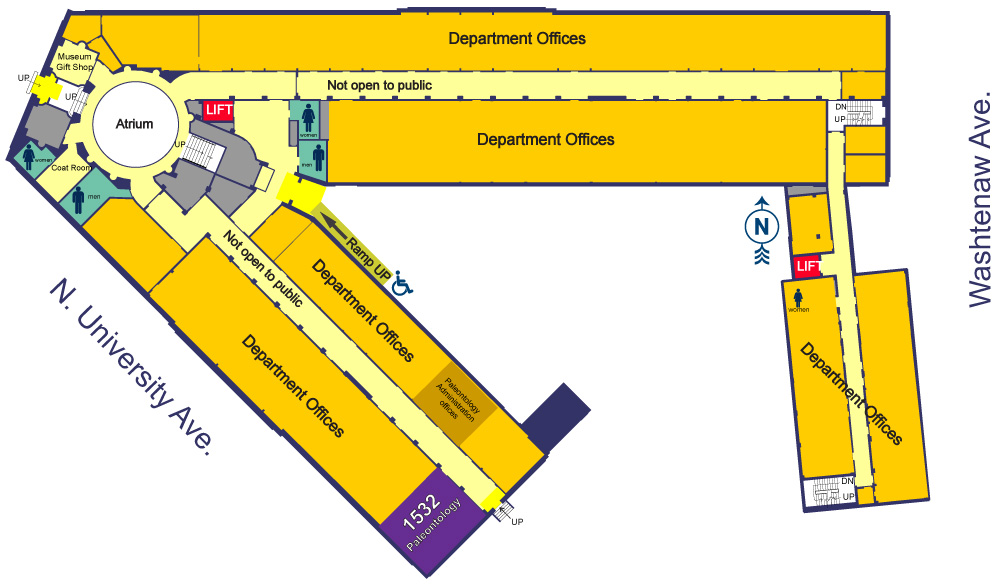 Department Offices
Museum
Gift Shop
UP
UP
Not open to public
LIFT
Atrium
women
Department Offices
DN
UP
UP
women
Coat Room
men
men
Washtenaw Ave.
N
Ramp UP
Not open to public
LIFT
women
Department Offices
N. University Ave.
Department Offices
Department Offices
Paleontology
Administration
offices
DN
UP
1532
Paleontology
UP